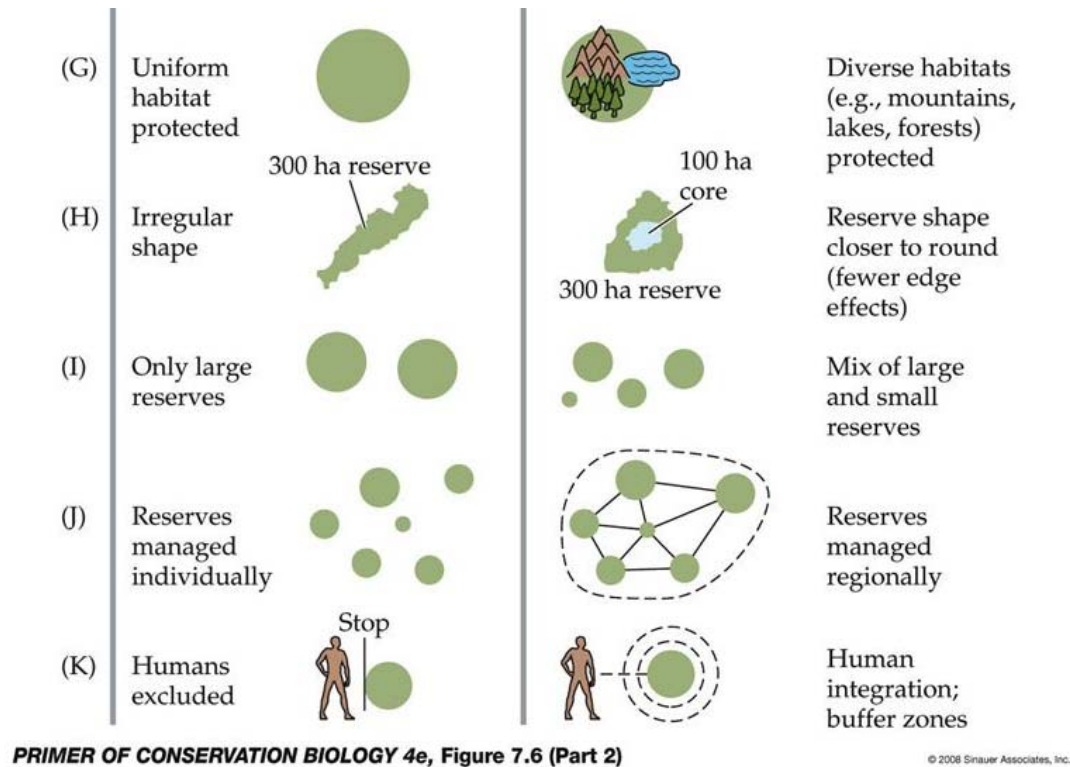 (G)
Uniform
habitat
protected
Diverse habitats
(e.g., mountains,
lakes, forests)
protected
300 ha reserve
100 ha
core
(H)
Irregular
shape
300 ha reserve
Reserve shape
closer to round
(fewer edge
effects)
(I)
Only large
reserves
Mix of large
and small
reserves
(J)
Reserves
managed
individually
Reserves
managed
regionally
Stop
(K)
Humans
excluded
Human
integration;
buffer zones
PRIMER OF CONSERVATION BIOLOGY 4e, Figure 7.6 (Part 2)
© 2008 Sinauer Associates, Inc.